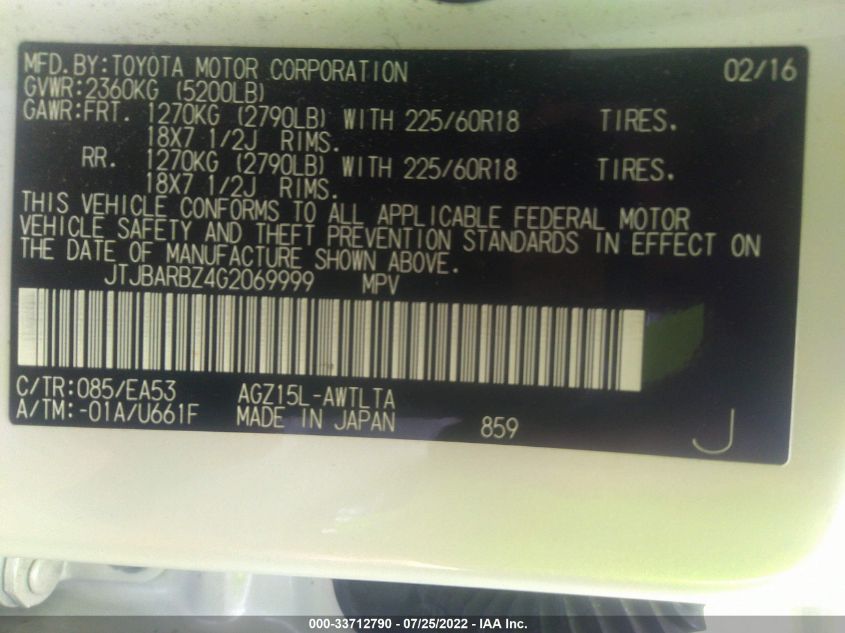 MFD.BY:TOYOTA MOTOR CORPORATION 02/16
GVWR:2360KG (5200LB)
GAWR:FRT. 1270KG (2790LB) WITH 225/60R18 TIRES.
18X7 1/2J RIMS.
RR. 1270KG (2790LB) WITH 225/60R18 TIRES.
18X7 1/2J RIMS.
THIS VEHICLE CONFORMS TO ALL APPLICABLE FEDERAL MOTOR
VEHICLE SAFETY AND THEFT PREVENTION STANDARDS IN EFFECT ON
THE DATE OF MANUFACTURE SHOWN ABOVE.
JTJBARBZ4G2069999 MPV
C/TR:085/EA53 AGZ15L-AWTLTA
A/TM:-01A/U661F MADE IN JAPAN 859 J
000-33712790 - 07/25/2022 - IAA Inc.